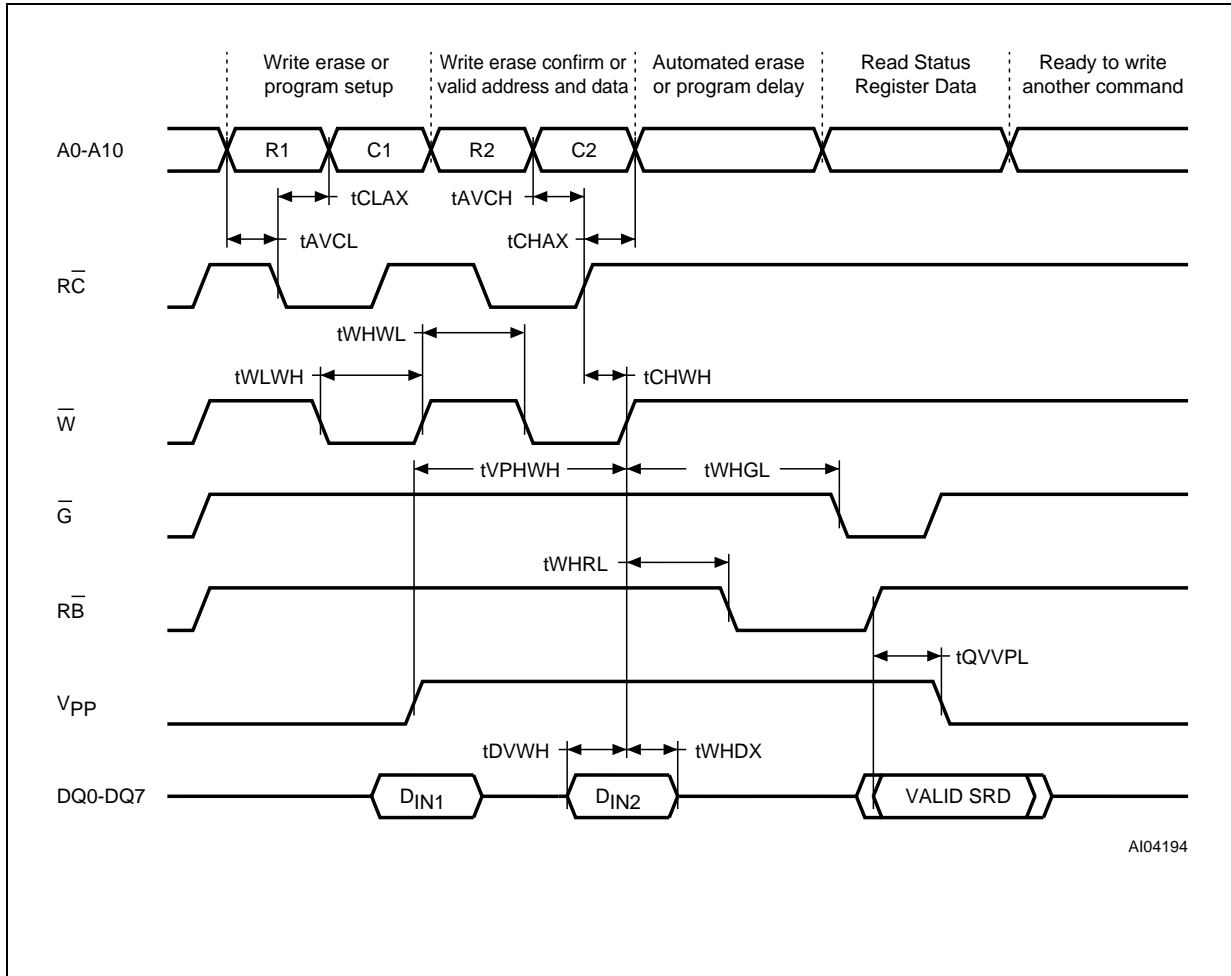 Write erase or
program setup
Write erase confirm or
valid address and data
Automated erase
or program delay
Read Status
Register Data
Ready to write
another command
A0-A10
R1
C1
R2
C2
tCLAX
tAVCH
tAVCL
tCHAX
RC̅
tWHWL
tWLWH
tCHWH
W̅
tVPHWH
tWHGL
G̅
tWHRL
RB̅
tQVVPL
VPP
tDVWH
tWHDX
DQ0-DQ7
DIN1
DIN2
VALID SRD
AI04194